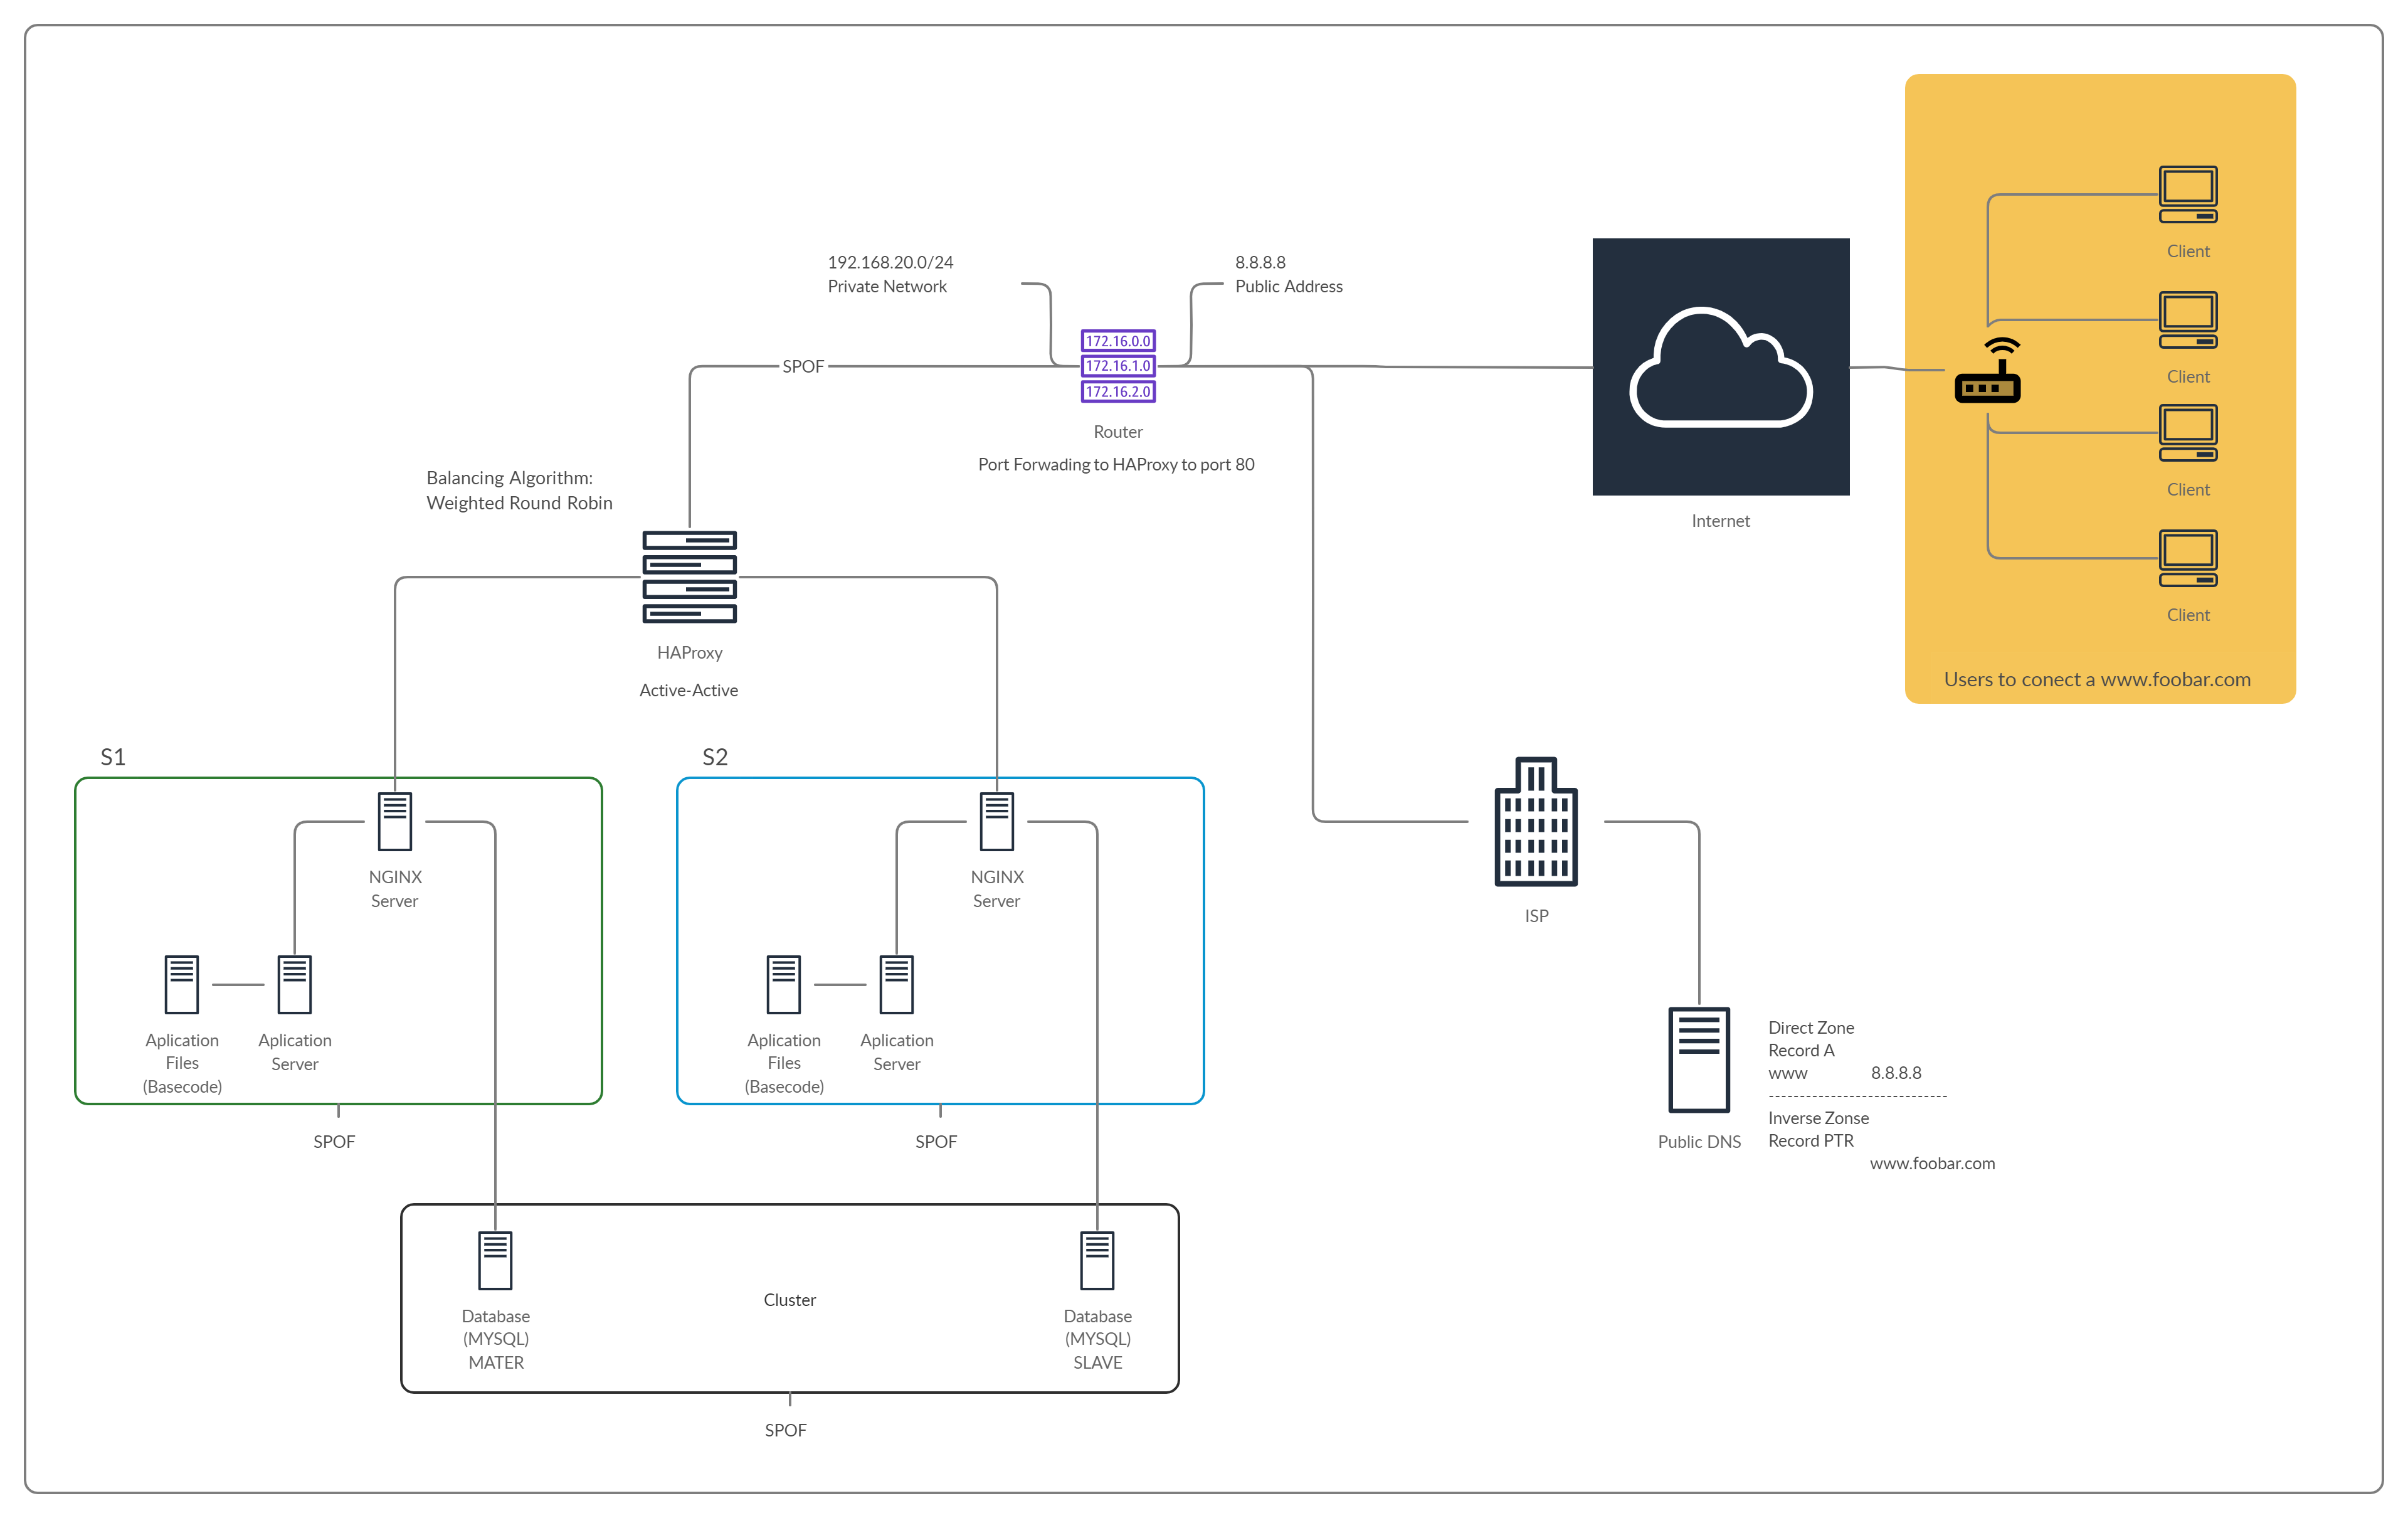 192.168.20.0/24
Private Network
8.8.8.8
Public Address
172.16.0.0
172.16.1.0
172.16.2.0
SPOF
Router
Port Forwading to HAProxy to port 80
Internet
Client
Client
Client
Client
Users to conect a www.foobar.com
Balancing Algorithm:
Weighted Round Robin
HAProxy
Active-Active
S1
NGINX
Server
Aplication
Files
(Basecode)
Aplication
Server
SPOF
S2
NGINX
Server
Aplication
Files
(Basecode)
Aplication
Server
SPOF
ISP
Public DNS
Direct Zone
Record A
www 8.8.8.8
-----------------------------
Inverse Zonse
Record PTR
www.foobar.com
Database
(MYSQL)
MATER
Cluster
Database
(MYSQL)
SLAVE
SPOF